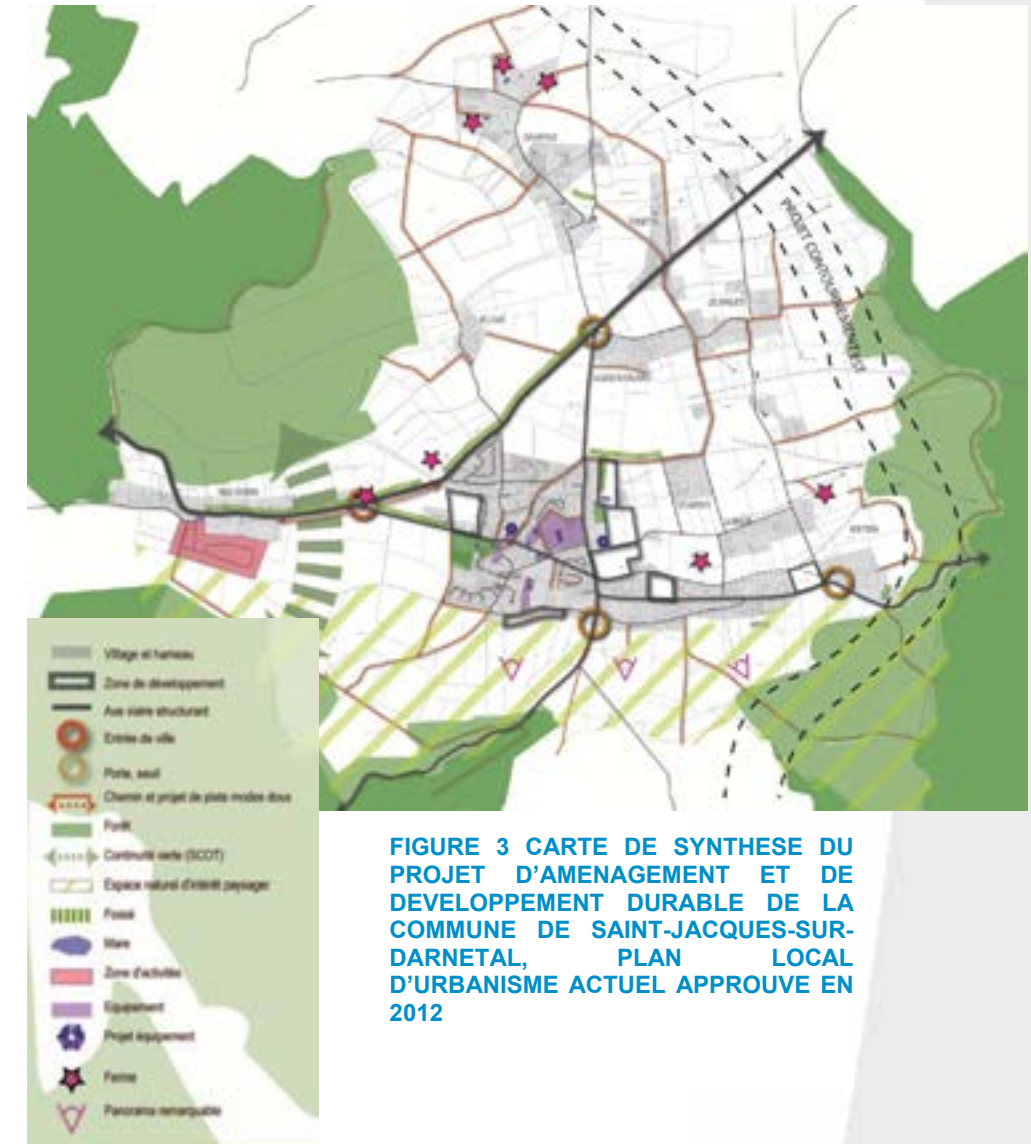 PROJET CONTOURNEMENT EST
Village et hameau
Zone de développement
Axe viaire structurant
Entrée de ville
Porte, seuil
Chemin et projet de plats modes doux
Forêt
Continuité verte (SCOT)
Espace naturel d'intérêt paysager
Fossé
Mare
Zone d'activités
Equipement
Projet équipement
Ferme
Panorama remarquable
FIGURE 3 CARTE DE SYNTHESE DU
PROJET D'AMENAGEMENT ET DE
DEVELOPPEMENT DURABLE DE LA
COMMUNE DE SAINT-JACQUES-SUR-
DARNETAL, PLAN LOCAL
D'URBANISME ACTUEL APPROUVE EN
2012